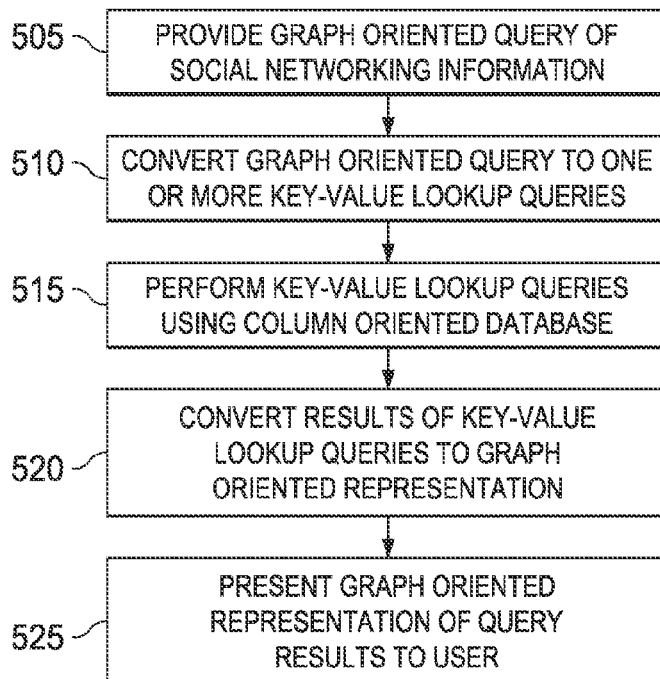 505
PROVIDE GRAPH ORIENTED QUERY OF
SOCIAL NETWORKING INFORMATION
510
CONVERT GRAPH ORIENTED QUERY TO ONE
OR MORE KEY-VALUE LOOKUP QUERIES
515
PERFORM KEY-VALUE LOOKUP QUERIES
USING COLUMN ORIENTED DATABASE
520
CONVERT RESULTS OF KEY-VALUE
LOOKUP QUERIES TO GRAPH
ORIENTED REPRESENTATION
525
PRESENT GRAPH ORIENTED
REPRESENTATION OF QUERY
RESULTS TO USER